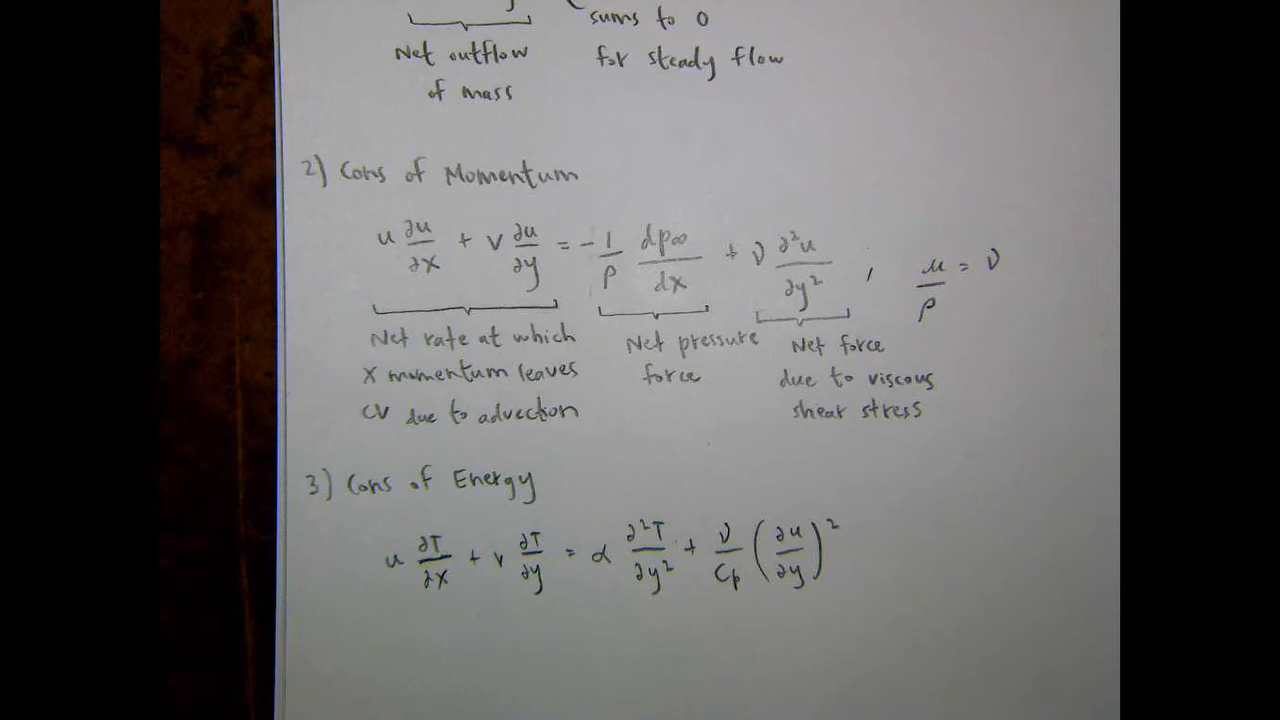 sums to 0
Net outflow for steady flow
of mass
2) Cons of Momentum
u ∂u/∂x + v ∂u/∂y = -1/ρ dp∞/dx + ν ∂²u/∂y² , μ/ρ = ν
Net rate at which Net pressure Net force
x momentum leaves force due to viscous
CV due to advection shear stress
3) Cons of Energy
u ∂T/∂x + v ∂T/∂y = α ∂²T/∂y² + ν/Cp (∂u/∂y)²